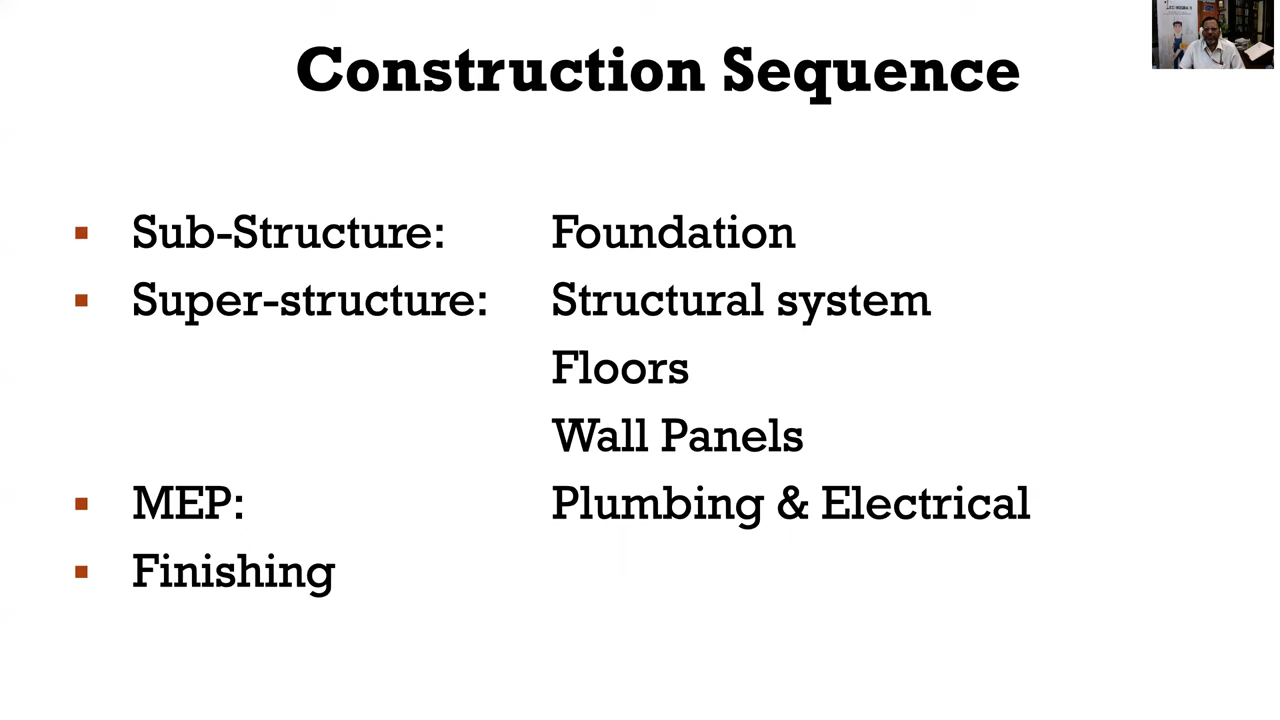 Construction Sequence
▪ Sub-Structure: Foundation
▪ Super-structure: Structural system
Floors
Wall Panels
▪ MEP: Plumbing & Electrical
▪ Finishing